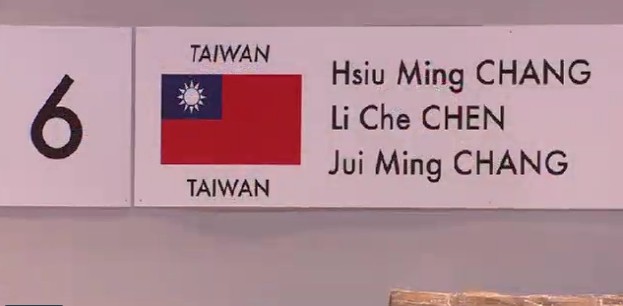 6
TAIWAN
TAIWAN
Hsiu Ming CHANG
Li Che CHEN
Jui Ming CHANG